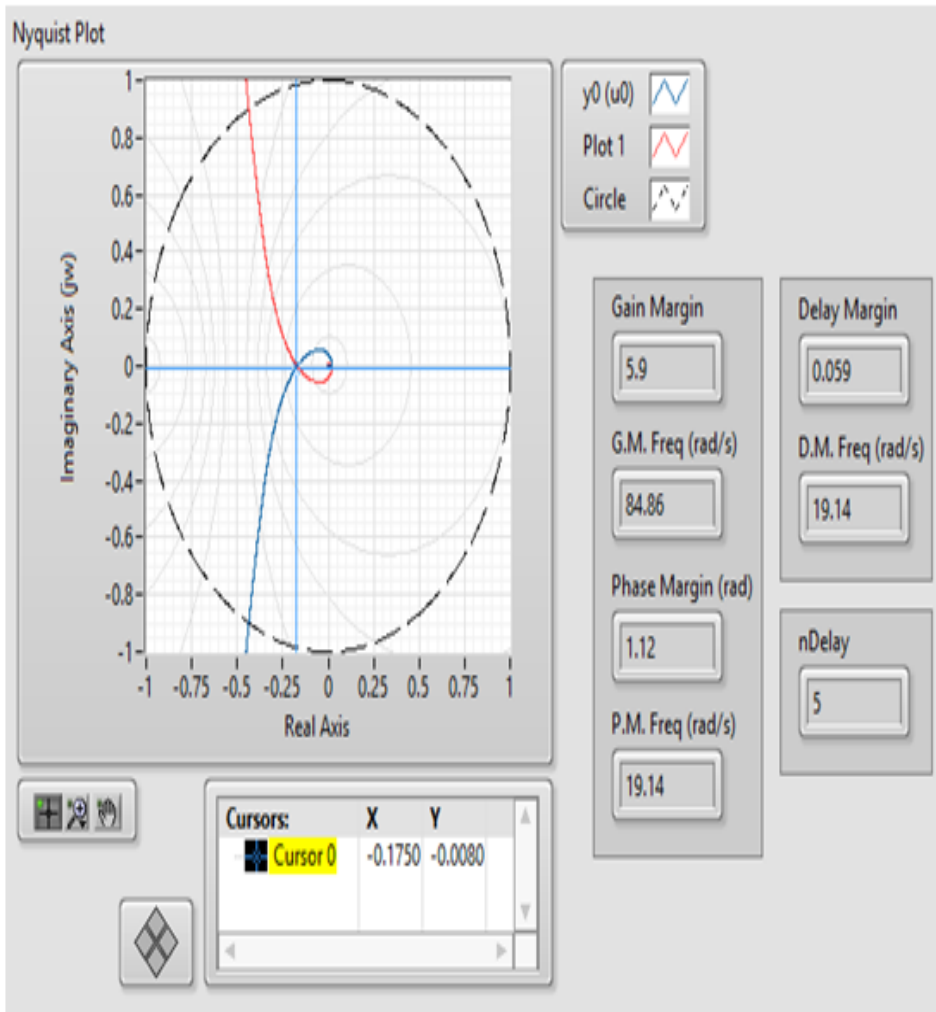 Nyquist Plot
Imaginary Axis (jw)
1
0.8
0.6
0.4
0.2
0
-0.2
-0.4
-0.6
-0.8
-1
-1 -0.75 -0.5 -0.25 0 0.25 0.5 0.75 1
Real Axis
y0 (u0)
Plot 1
Circle
Gain Margin
5.9
G.M. Freq (rad/s)
84.86
Phase Margin (rad)
1.12
P.M. Freq (rad/s)
19.14
Delay Margin
0.059
D.M. Freq (rad/s)
19.14
nDelay
5
Cursors: X Y
Cursor 0 -0.1750 -0.0080